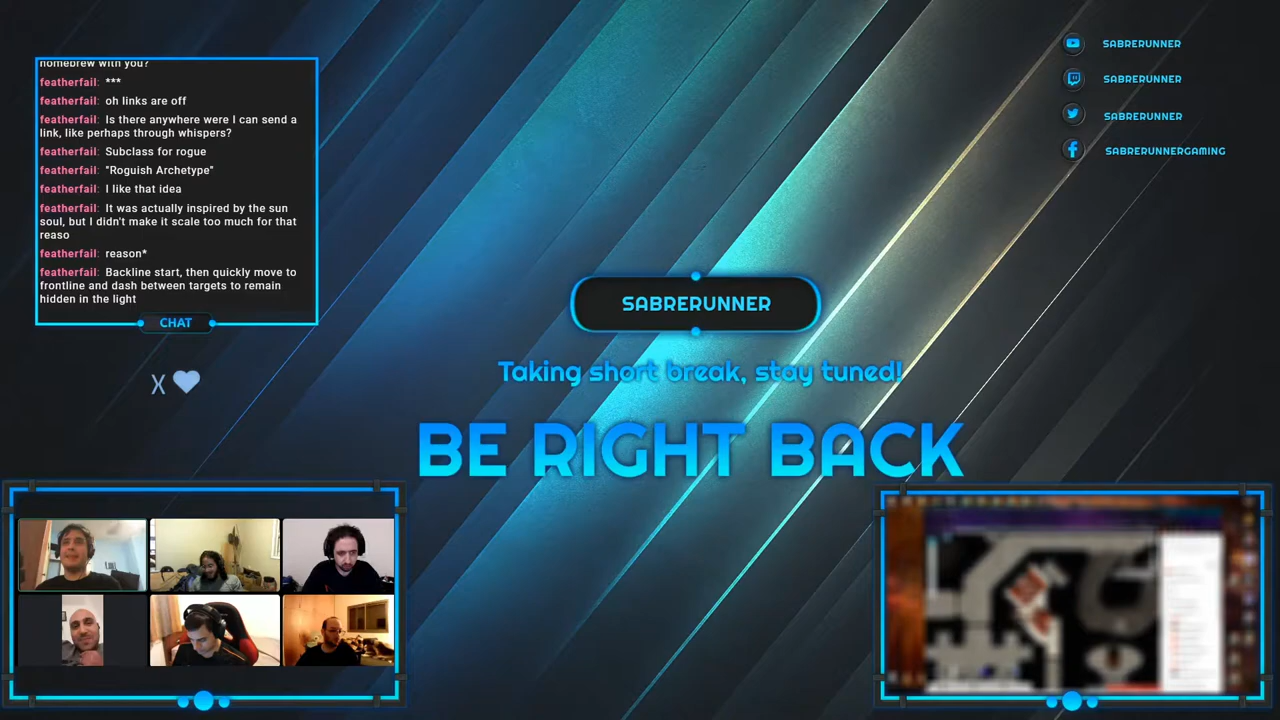 homebrew with you?
featherfail: ***
featherfail: oh links are off
featherfail: Is there anywhere were I can send a
link, like perhaps through whispers?
featherfail: Subclass for rogue
featherfail: "Roguish Archetype"
featherfail: I like that idea
featherfail: It was actually inspired by the sun
soul, but I didn't make it scale too much for that
reaso
featherfail: reason*
featherfail: Backline start, then quickly move to
frontline and dash between targets to remain
hidden in the light
CHAT
X
SABRERUNNER
SABRERUNNER
SABRERUNNER
SABRERUNNERGAMING
SABRERUNNER
Taking short break, stay tuned!
BE RIGHT BACK